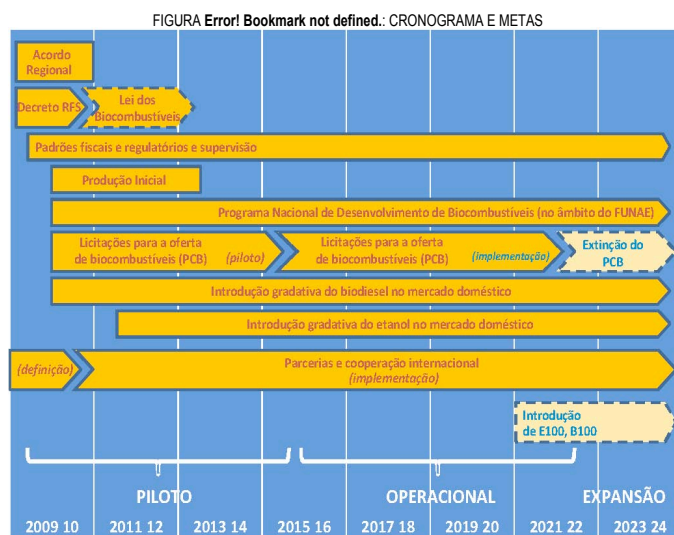 FIGURA Error! Bookmark not defined.: CRONOGRAMA E METAS
Acordo
Regional
Decreto RFS
Lei dos
Biocombustíveis
Padrões fiscais e regulatórios e supervisão
Produção Inicial
Programa Nacional de Desenvolvimento de Biocombustíveis (no âmbito do FUNAE)
Licitações para a oferta
de biocombustíveis (PCB) (piloto)
Licitações para a oferta
de biocombustíveis (PCB) (implementação)
Extinção do
PCB
Introdução gradativa do biodiesel no mercado doméstico
Introdução gradativa do etanol no mercado doméstico
(definição)
Parcerias e cooperação internacional
(implementação)
Introdução
de E100, B100
PILOTO OPERACIONAL EXPANSÃO
2009 10 2011 12 2013 14 2015 16 2017 18 2019 20 2021 22 2023 24